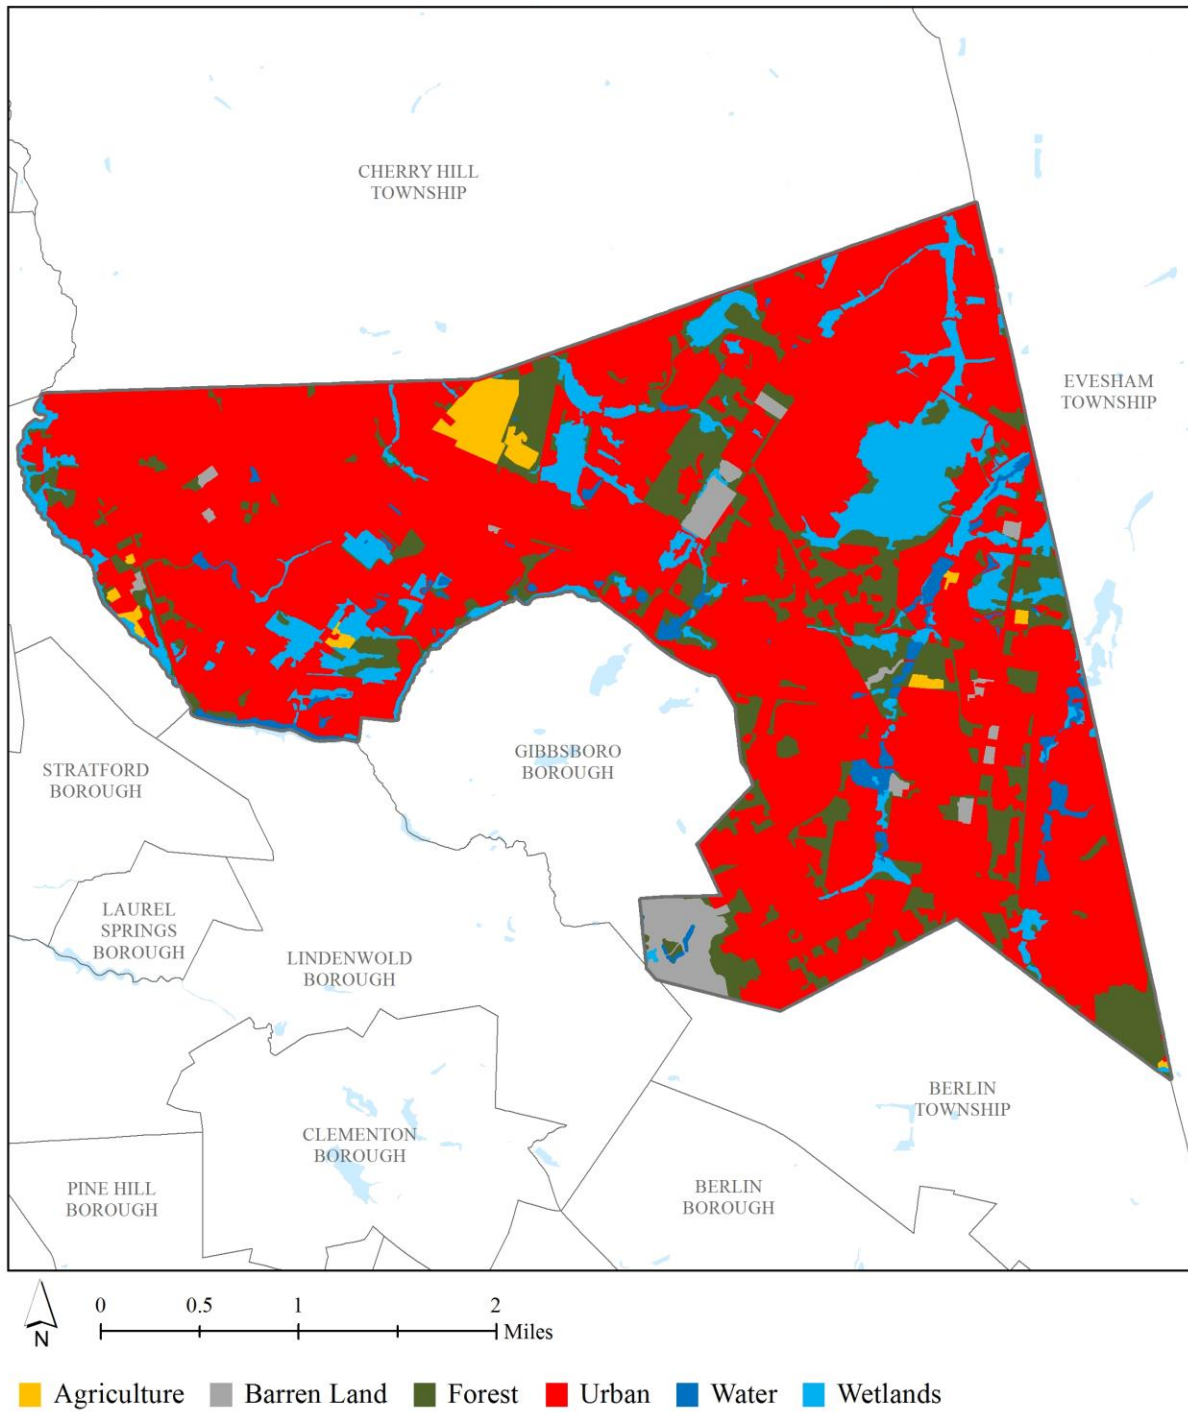 CHERRY HILL
TOWNSHIP
EVESHAM
TOWNSHIP
GIBBSBORO
BOROUGH
STRATFORD
BOROUGH
LAUREL
SPRINGS
BOROUGH
LINDENWOLD
BOROUGH
BERLIN
TOWNSHIP
CLEMENTON
BOROUGH
PINE HILL
BOROUGH
BERLIN
BOROUGH
N
0 0.5 1 2
Miles
Agriculture Barren Land Forest Urban Water Wetlands